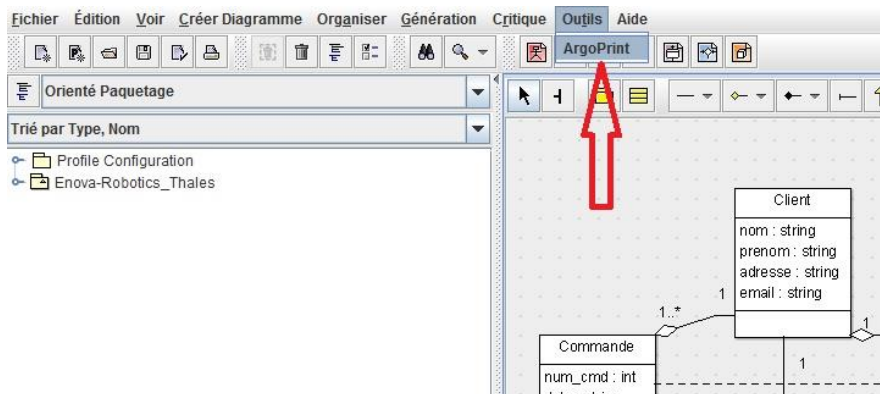 Fichier Édition Voir Créer Diagramme Organiser Génération Critique Outils Aide
ArgoPrint
Orienté Paquetage
Trié par Type, Nom
Profile Configuration
Enova-Robotics_Thales
Client
nom : string
prenom : string
adresse : string
email : string
1
1..*
1
Commande
1
num_cmd : int